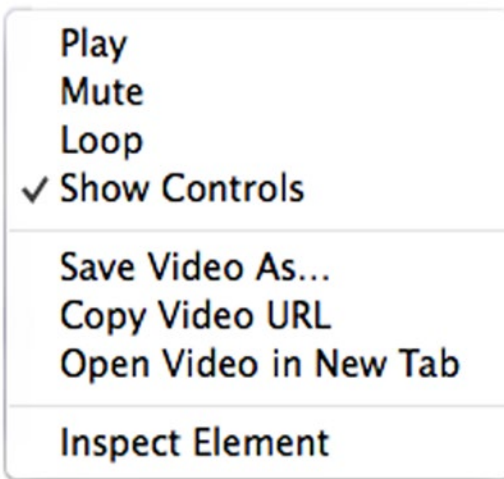 Play
Mute
Loop
✓ Show Controls
Save Video As...
Copy Video URL
Open Video in New Tab
Inspect Element